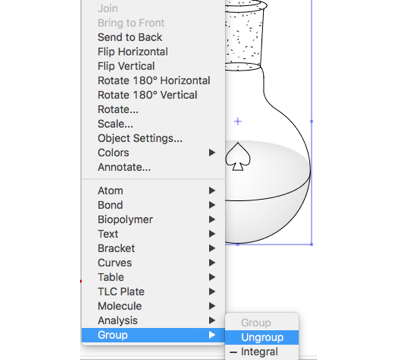 Join
Bring to Front
Send to Back
Flip Horizontal
Flip Vertical
Rotate 180° Horizontal
Rotate 180° Vertical
Rotate...
Scale...
Object Settings...
Colors
Annotate...
Atom
Bond
Biopolymer
Text
Bracket
Curves
Table
TLC Plate
Molecule
Analysis
Group
Group
Ungroup
Integral